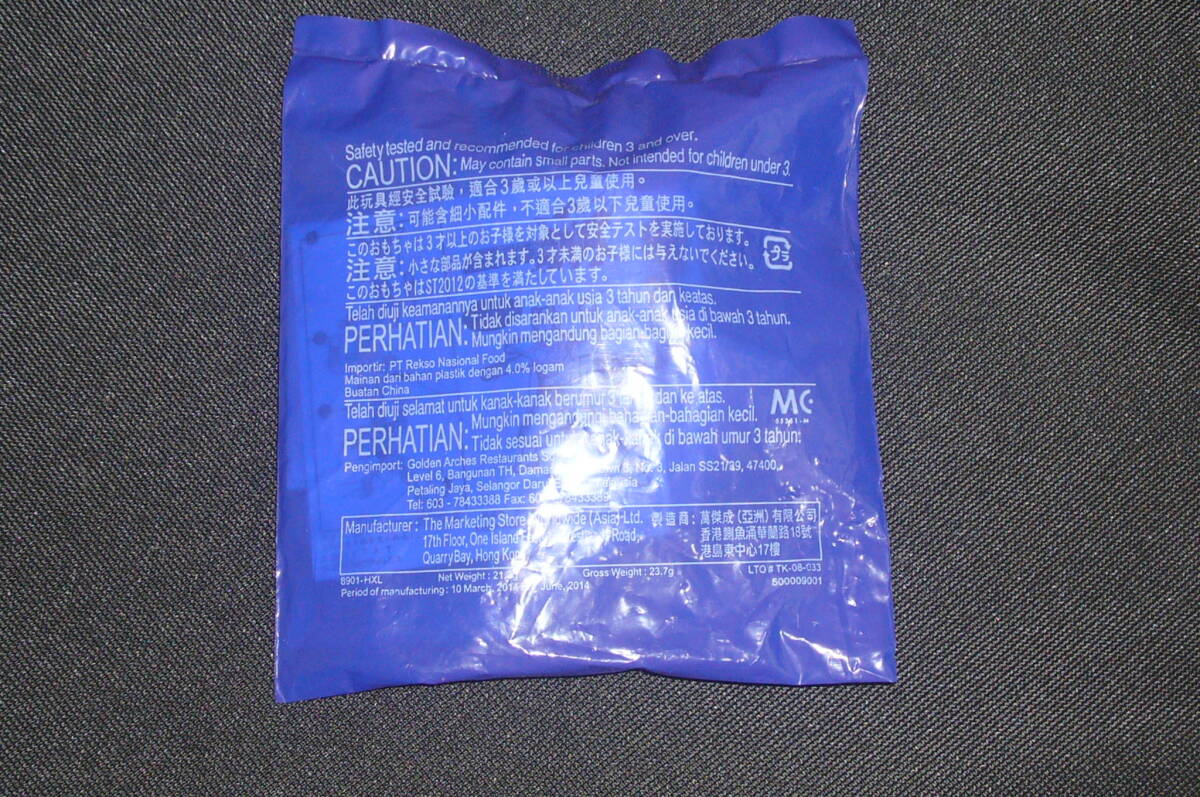 Safety tested and recommended for children 3 and over.
CAUTION: May contain small parts. Not intended for children under 3.
此玩具經安全試驗，適合3歲或以上兒童使用。
注意：可能含細小配件，不適合3歲以下兒童使用。
このおもちゃは3才以上のお子様を対象として安全テストを実施しております。
注意：小さな部品が含まれます。3才未満のお子様には与えないでください。
プラ
このおもちゃはST2012の基準を満たしています。
Telah diuji keamanannya untuk anak-anak usia 3 tahun dan keatas.
PERHATIAN: Tidak disarankan untuk anak-anak usia di bawah 3 tahun.
Mungkin mengandung bagian-bagian kecil.
Importir: PT Rekso Nasional Food
Mainan dari bahan plastik dengan 4.0% logam
Buatan China
Telah diuji selamat untuk kanak-kanak berumur 3 tahun dan ke atas.
PERHATIAN: Mungkin mengandungi bahagian-bahagian kecil.
Tidak sesuai untuk kanak-kanak di bawah umur 3 tahun.
MC
Pengimport: Golden Arches Restaurants
Level 6, Bangunan TH, No. 3, Jalan SS21/39, 47400,
Petaling Jaya, Selangor Malaysia
Tel: 603 - 78433388 Fax:
Manufacturer: The Marketing Store Worldwide (Asia) Ltd.
17th Floor, One Island Road,
Quarry Bay, Hong Kong
製造商：萬傑成(亞洲)有限公司
香港鰂魚涌華蘭路18號
港島東中心17樓
8901-HXL Net Weight: Gross Weight: 23.7g LTO # TK-08-033
Period of manufacturing: 10 March, 2014 June, 2014 S00009001